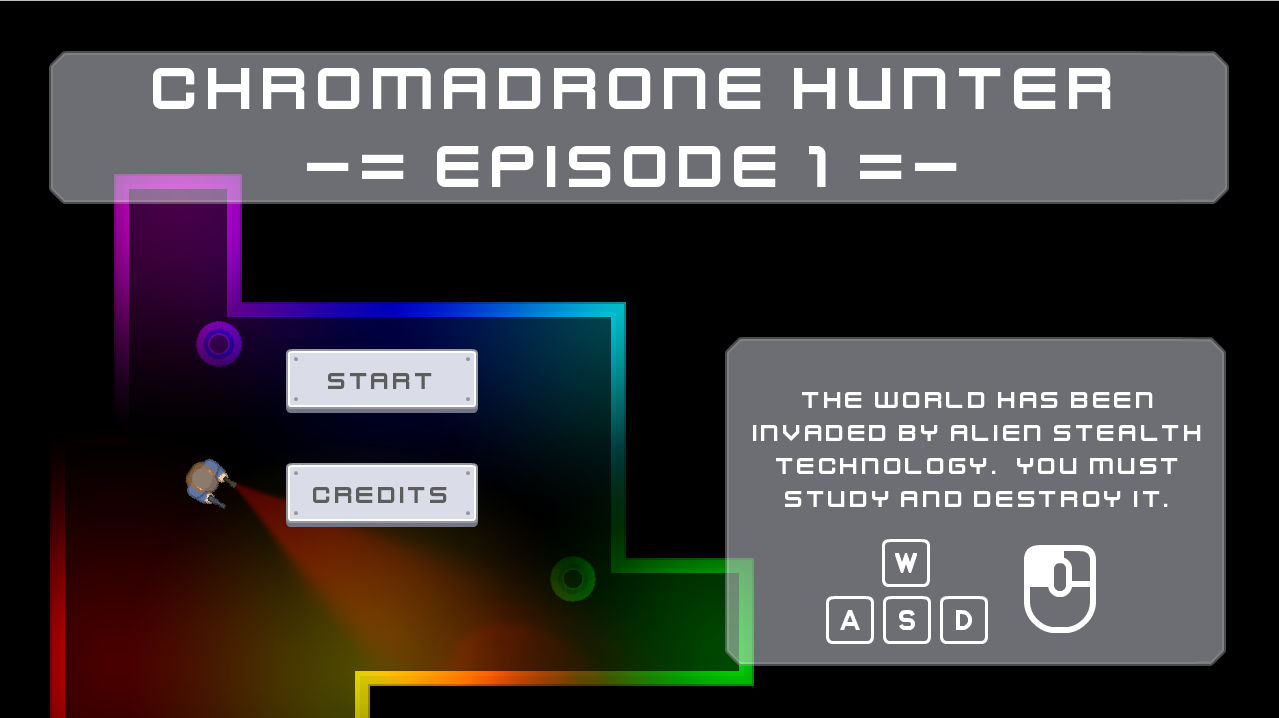 CHROMADRONE HUNTER
-= EPISODE 1 =-
START
CREDITS
THE WORLD HAS BEEN
INVADED BY ALIEN STEALTH
TECHNOLOGY. YOU MUST
STUDY AND DESTROY IT.
W
A S D